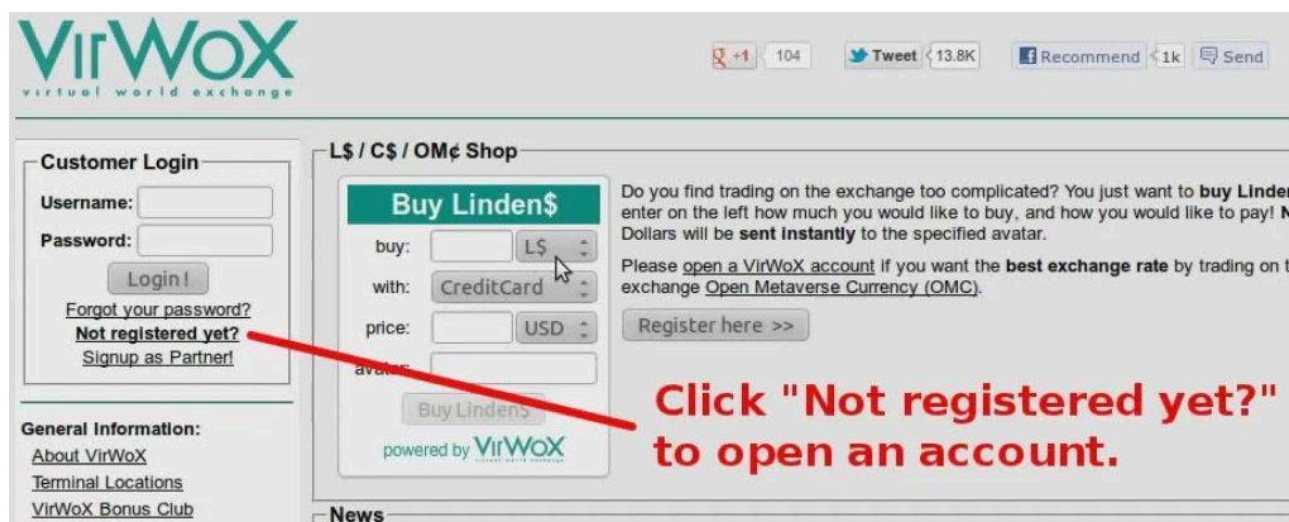 VirWoX
virtual world exchange
+1 104
Tweet 13.8K
Recommend 1k Send
Customer Login
Username:
Password:
Login!
Forgot your password?
Not registered yet?
Signup as Partner!
General Information:
About VirWoX
Terminal Locations
VirWoX Bonus Club
L$ / C$ / OM¢ Shop
Buy Linden$
buy: L$
with: CreditCard
price: USD
avatar:
Buy Linden$
powered by VirWoX
Do you find trading on the exchange too complicated? You just want to buy
enter on the left how much you would like to buy, and how you would like to pay!
Dollars will be sent instantly to the specified avatar.
Please open a VirWoX account if you want the best exchange rate by trading on
exchange Open Metaverse Currency (OMC).
Register here >>
Click "Not registered yet?"
to open an account.
News